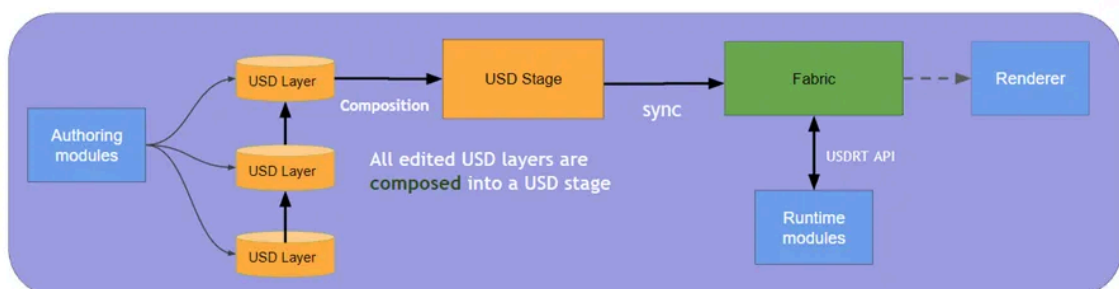 Authoring
modules
USD Layer
USD Layer
USD Layer
Composition
USD Stage
All edited USD layers are
composed into a USD stage
sync
Fabric
USDRT API
Runtime
modules
Renderer